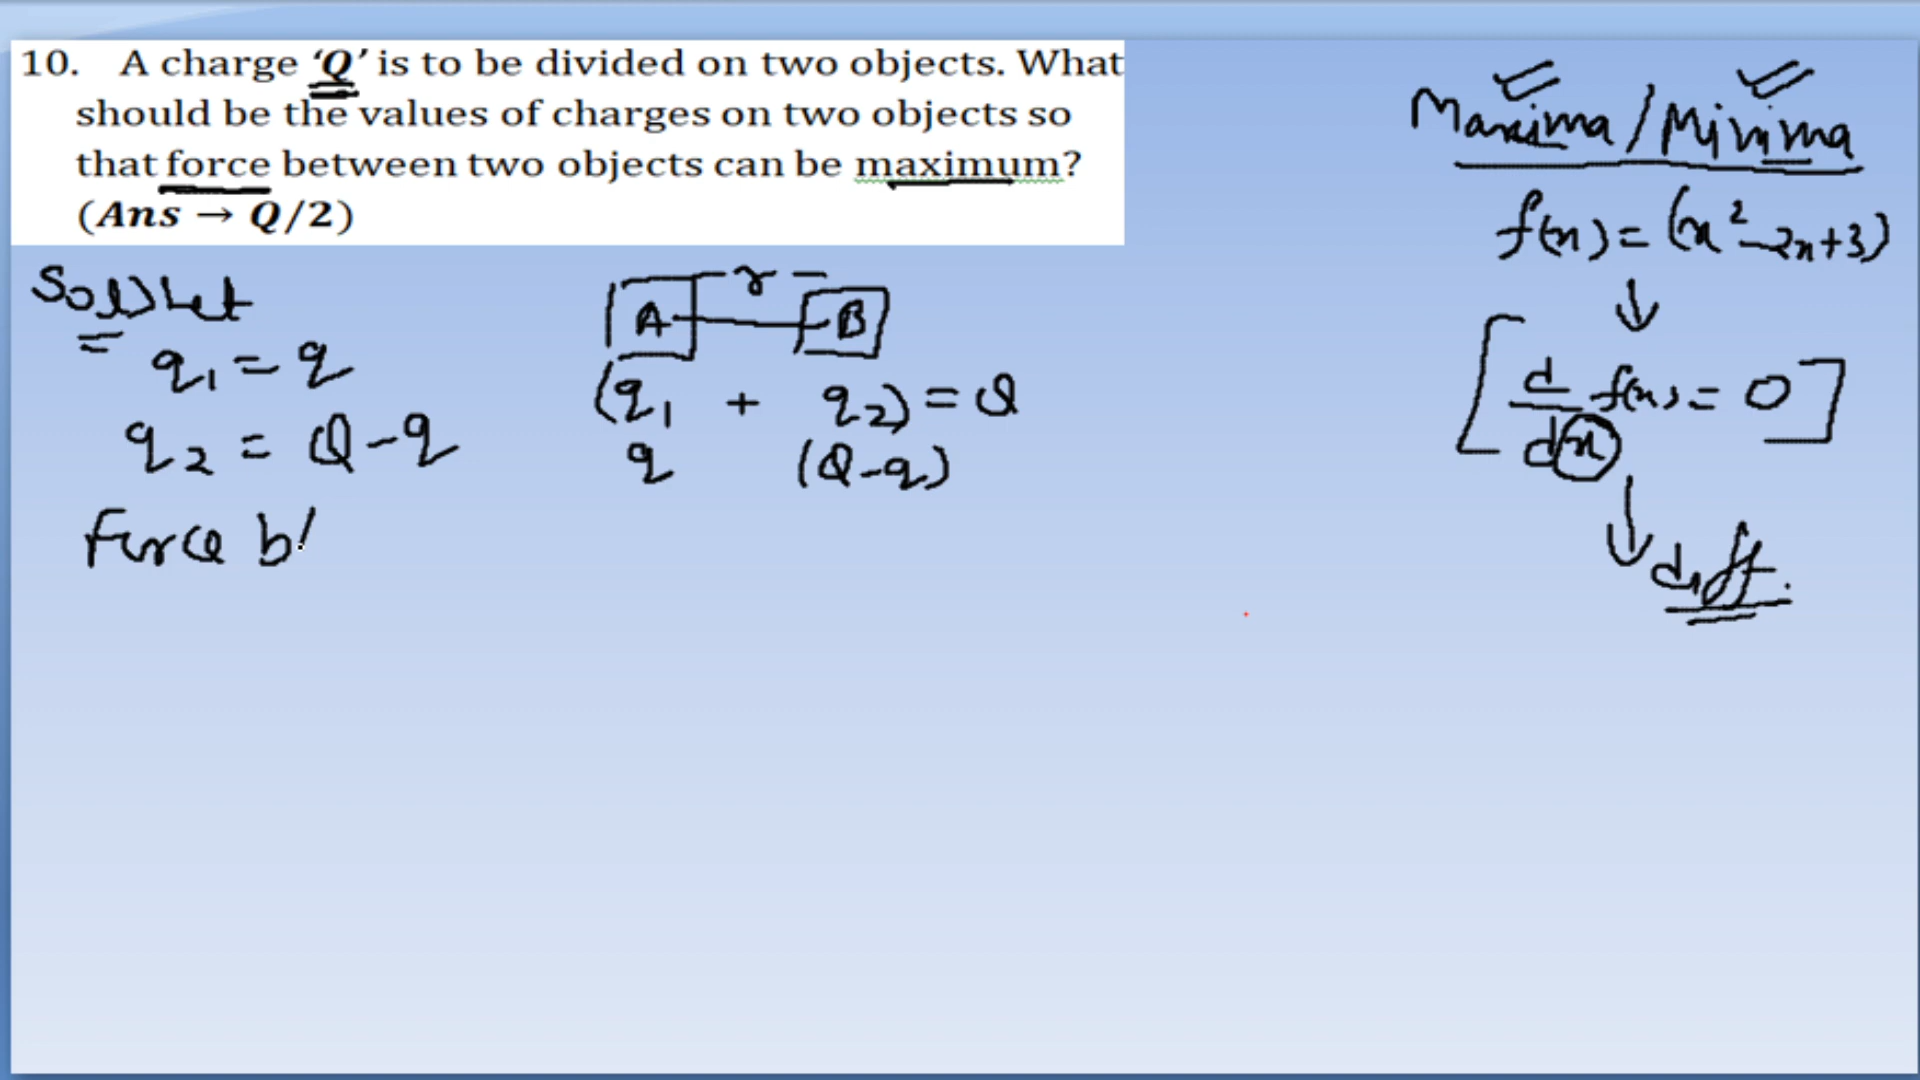 10. A charge ‘Q’ is to be divided on two objects. What
should be the values of charges on two objects so
that force between two objects can be maximum?
(Ans → Q/2)
Sol) Let
q₁ = q
q₂ = Q-q
Force b/
r
A B
(q₁ + q₂) = Q
q (Q-q)
Maxima/Minima
f(x) = (x²-2x+3)
↓
[d/dx f(x) = 0]
↓
diff.